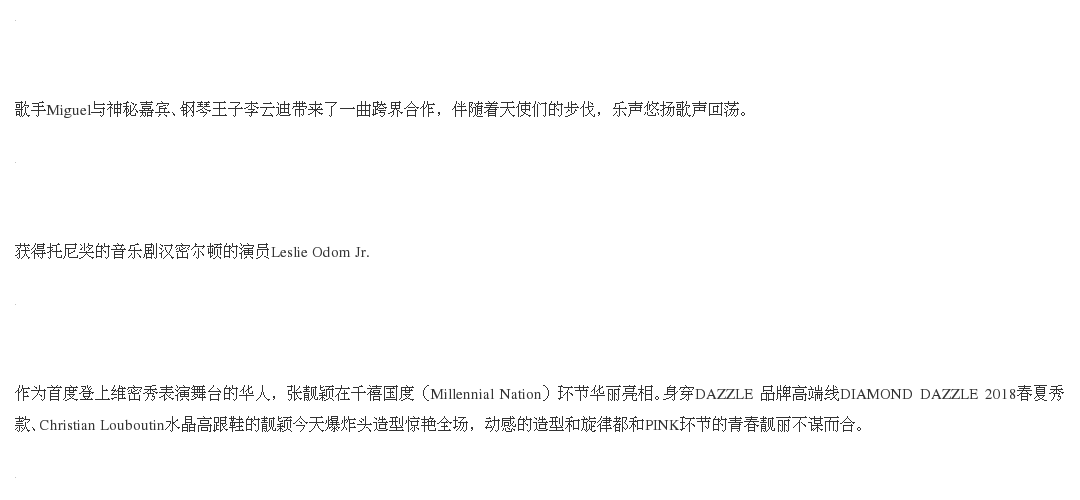 歌手Miguel与神秘嘉宾、钢琴王子李云迪带来了一曲跨界合作，伴随着天使们的步伐，乐声悠扬歌声回荡。
获得托尼奖的音乐剧汉密尔顿的演员Leslie Odom Jr.
作为首度登上维密秀表演舞台的华人，张靓颖在千禧国度（Millennial Nation）环节华丽亮相。身穿DAZZLE 品牌高端线DIAMOND DAZZLE 2018春夏秀
款、Christian Louboutin水晶高跟鞋的靓颖今天爆炸头造型惊艳全场，动感的造型和旋律都和PINK环节的青春靓丽不谋而合。